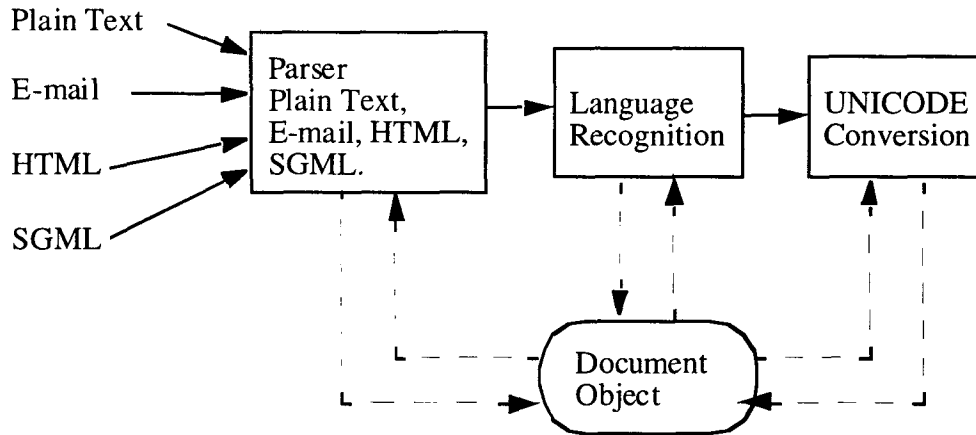 Plain Text
E-mail
HTML
SGML
Parser
Plain Text,
E-mail, HTML,
SGML.
Language
Recognition
UNICODE
Conversion
Document
Object